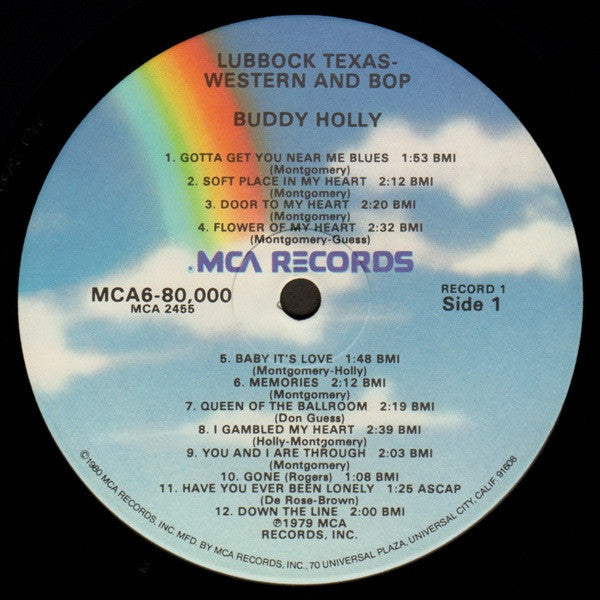 LUBBOCK TEXAS-
WESTERN AND BOP
BUDDY HOLLY
1. GOTTA GET YOU NEAR ME BLUES 1:53 BMI
(Montgomery)
2. SOFT PLACE IN MY HEART 2:12 BMI
(Montgomery)
3. DOOR TO MY HEART 2:20 BMI
(Montgomery)
4. FLOWER OF MY HEART 2:32 BMI
(Montgomery-Guess)
®MCA RECORDS
MCA6-80,000
MCA 2455
RECORD 1
Side 1
5. BABY IT'S LOVE 1:48 BMI
(Montgomery-Holly)
6. MEMORIES 2:12 BMI
(Montgomery)
7. QUEEN OF THE BALLROOM 2:19 BMI
(Don Guess)
8. I GAMBLED MY HEART 2:39 BMI
(Holly-Montgomery)
9. YOU AND I ARE THROUGH 2:03 BMI
(Montgomery)
10. GONE (Rogers) 1:08 BMI
11. HAVE YOU EVER BEEN LONELY 1:25 ASCAP
(De Rose-Brown)
12. DOWN THE LINE 2:00 BMI
℗1979 MCA
RECORDS, INC.
©1980 MCA RECORDS, INC. MFD. BY MCA RECORDS, INC., 70 UNIVERSAL PLAZA, UNIVERSAL CITY, CALIF. 91608